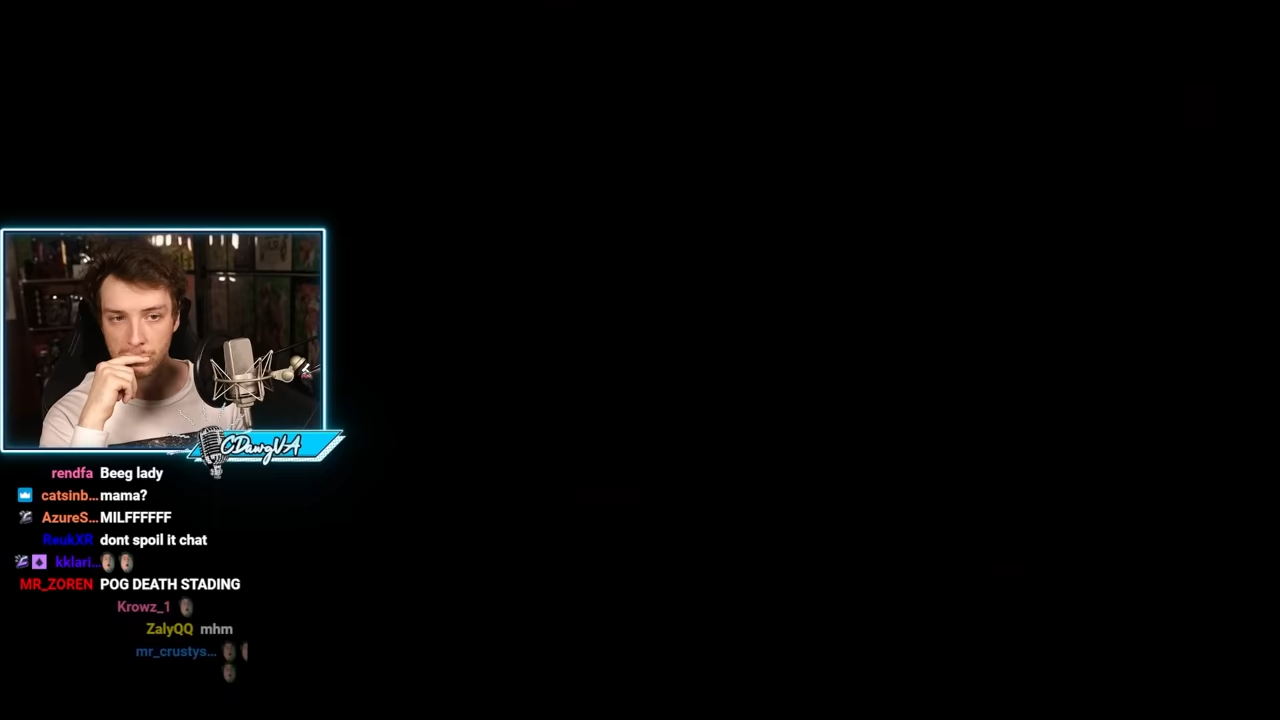 CDawgVA
rendfa Beeg lady
catsinb... mama?
AzureS... MILFFFFFF
ReukXR dont spoil it chat
kklari...
MR_ZOREN POG DEATH STADING
Krowz_1
ZalyQQ mhm
mr_crustys...